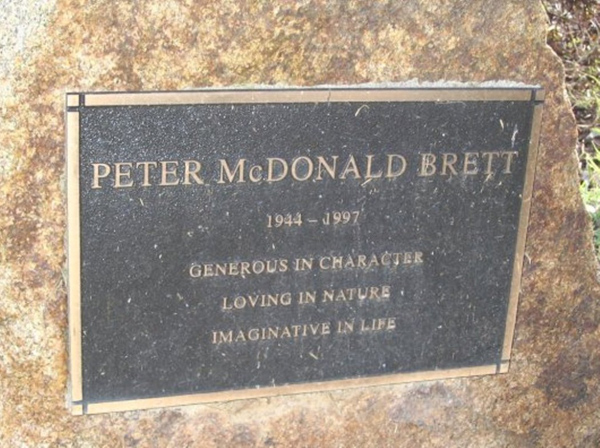 PETER McDONALD BRETT
1944 – 1997
GENEROUS IN CHARACTER
LOVING IN NATURE
IMAGINATIVE IN LIFE